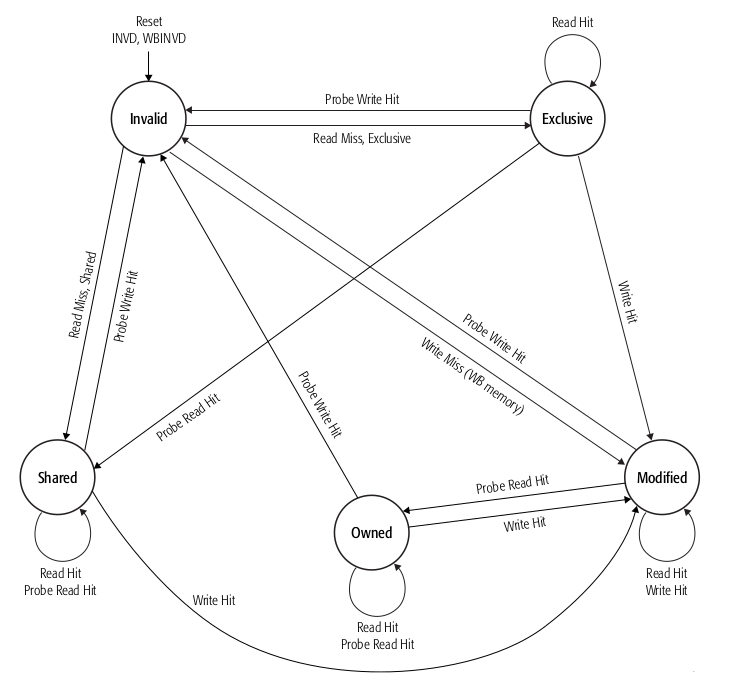 Reset
INVD, WBINVD
Read Hit
Invalid
Probe Write Hit
Exclusive
Read Miss, Exclusive
Read Miss, Shared
Probe Write Hit
Write Hit
Probe Write Hit
Write Miss (WB memory)
Probe Write Hit
Probe Read Hit
Shared
Modified
Probe Read Hit
Owned
Write Hit
Read Hit
Probe Read Hit
Read Hit
Write Hit
Write Hit
Read Hit
Probe Read Hit